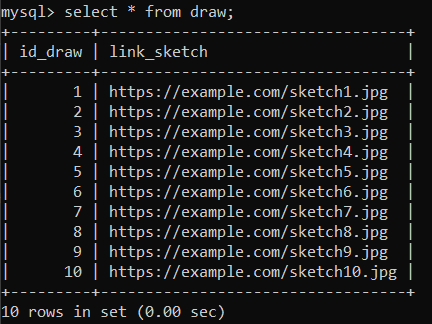 mysql> select * from draw;
+---------+----------------------------------+
| id_draw | link_sketch                      |
+---------+----------------------------------+
|       1 | https://example.com/sketch1.jpg  |
|       2 | https://example.com/sketch2.jpg  |
|       3 | https://example.com/sketch3.jpg  |
|       4 | https://example.com/sketch4.jpg  |
|       5 | https://example.com/sketch5.jpg  |
|       6 | https://example.com/sketch6.jpg  |
|       7 | https://example.com/sketch7.jpg  |
|       8 | https://example.com/sketch8.jpg  |
|       9 | https://example.com/sketch9.jpg  |
|      10 | https://example.com/sketch10.jpg |
+---------+----------------------------------+
10 rows in set (0.00 sec)